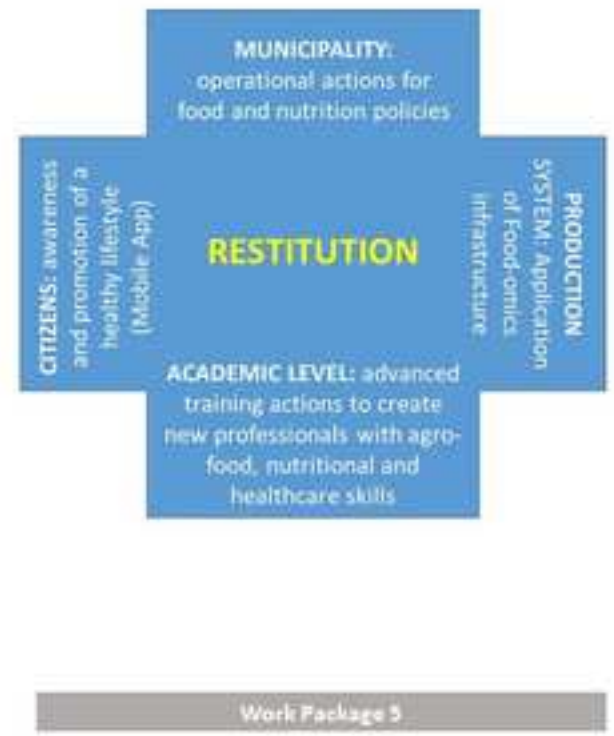 MUNICIPALITY:
operational actions for
food and nutrition policies
CITIZENS: awareness
and promotion of a
healthy lifestyle
(Mobile App)
RESTITUTION
PRODUCTION
SYSTEM: Application
of Food-omics
infrastructure
ACADEMIC LEVEL: advanced
training actions to create
new professionals with agro-
food, nutritional and
healthcare skills
Work Package 5